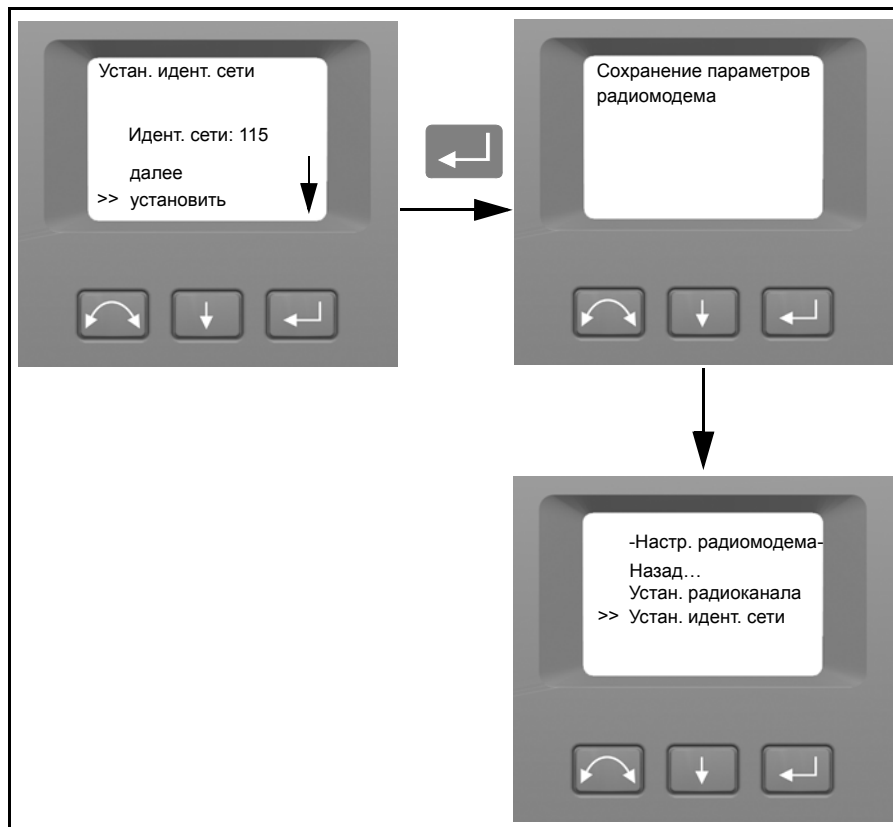 Устан. идент. сети
Идент. сети: 115
далее
>> установить
Сохранение параметров
радиомодема
-Настр. радиомодема-
Назад…
Устан. радиоканала
>> Устан. идент. сети